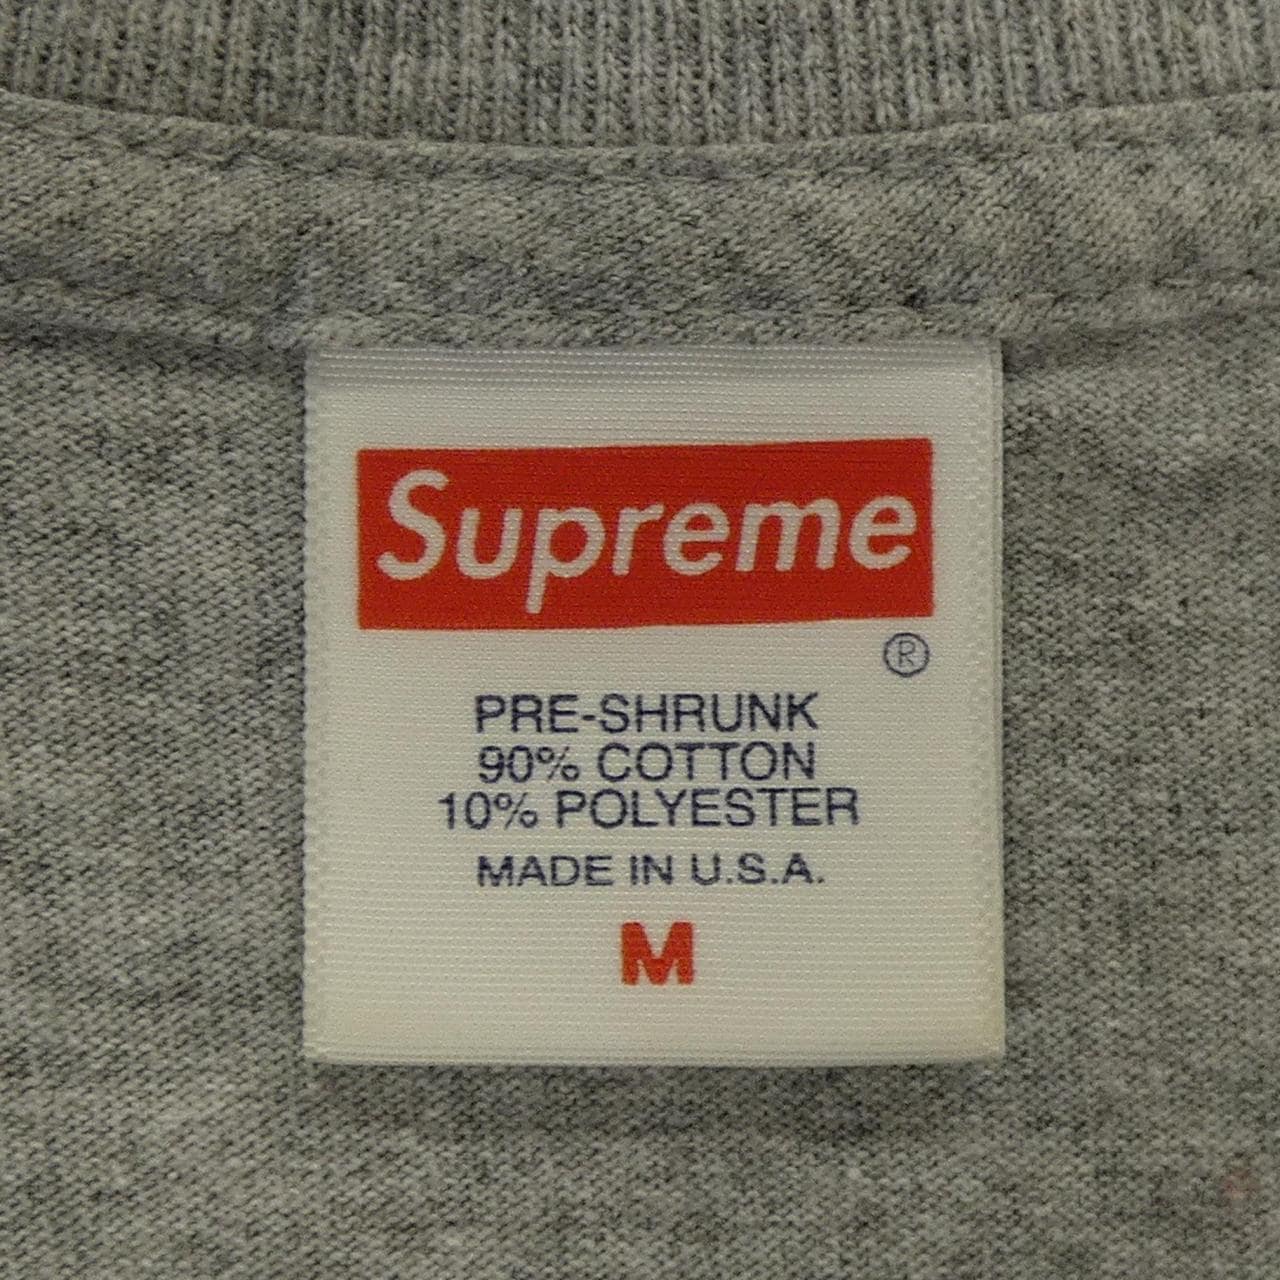 Supreme
®
PRE-SHRUNK
90% COTTON
10% POLYESTER
MADE IN U.S.A.
M